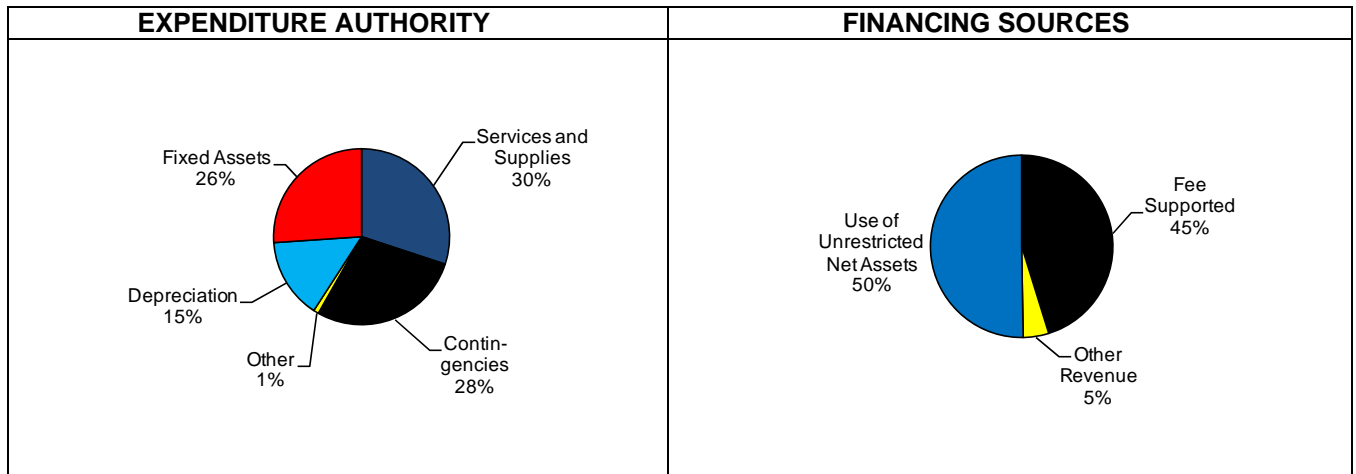 EXPENDITURE AUTHORITY
FINANCING SOURCES
Services and
Supplies
30%
Fixed Assets
26%
Depreciation
15%
Other
1%
Contin-
gencies
28%
Fee
Supported
45%
Use of
Unrestricted
Net Assets
50%
Other
Revenue
5%